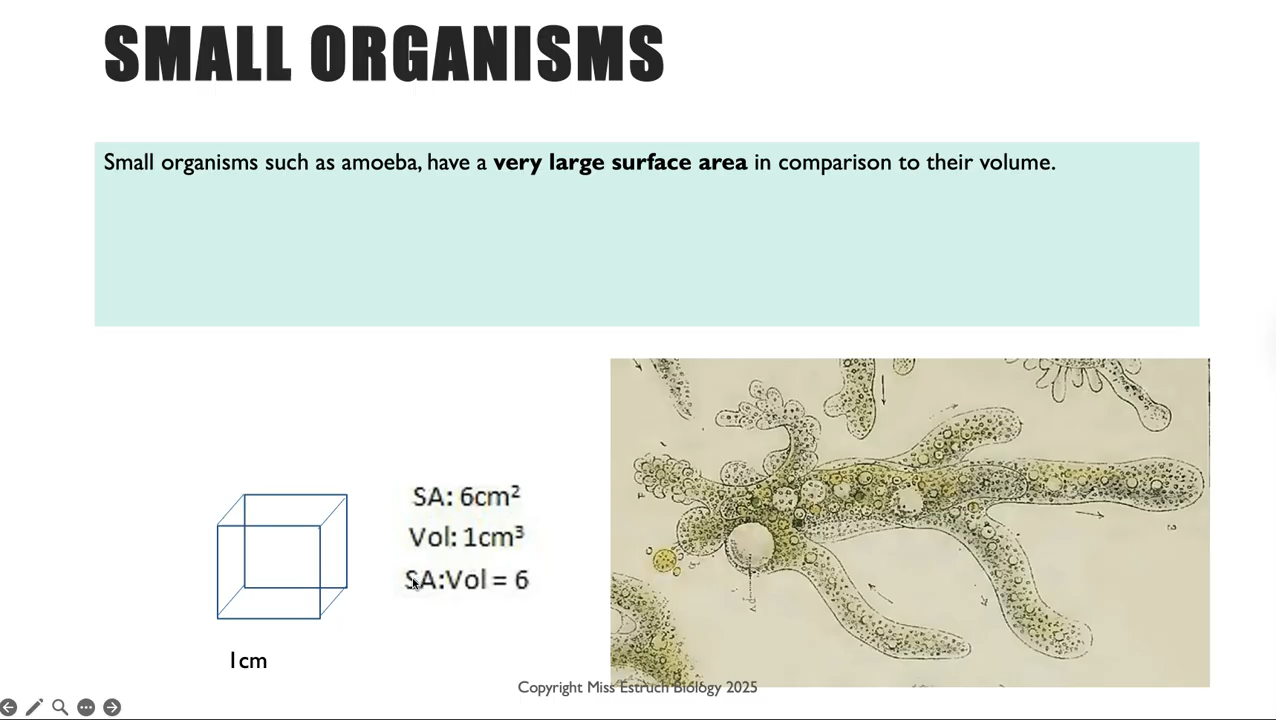 SMALL ORGANISMS
Small organisms such as amoeba, have a very large surface area in comparison to their volume.
SA: 6cm²
Vol: 1cm³
SA:Vol = 6
1cm
Copyright Miss Estruch Biology 2025